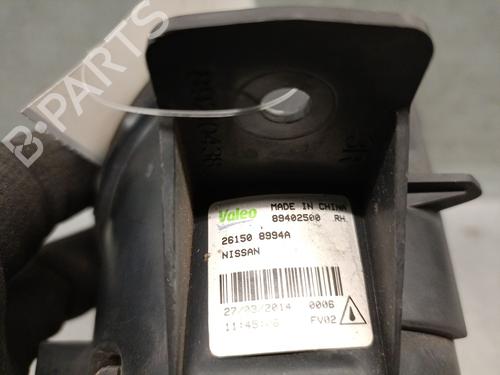 B-PARTS
Valeo
MADE IN CHINA
89402500 RH
26150 8994A
NISSAN
27/03/2014 0006
FV02